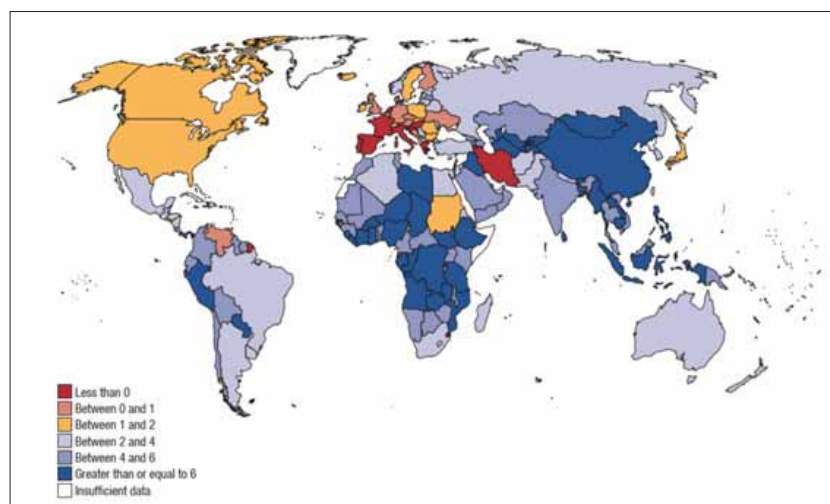 Less than 0
Between 0 and 1
Between 1 and 2
Between 2 and 4
Between 4 and 6
Greater than or equal to 6
Insufficient data